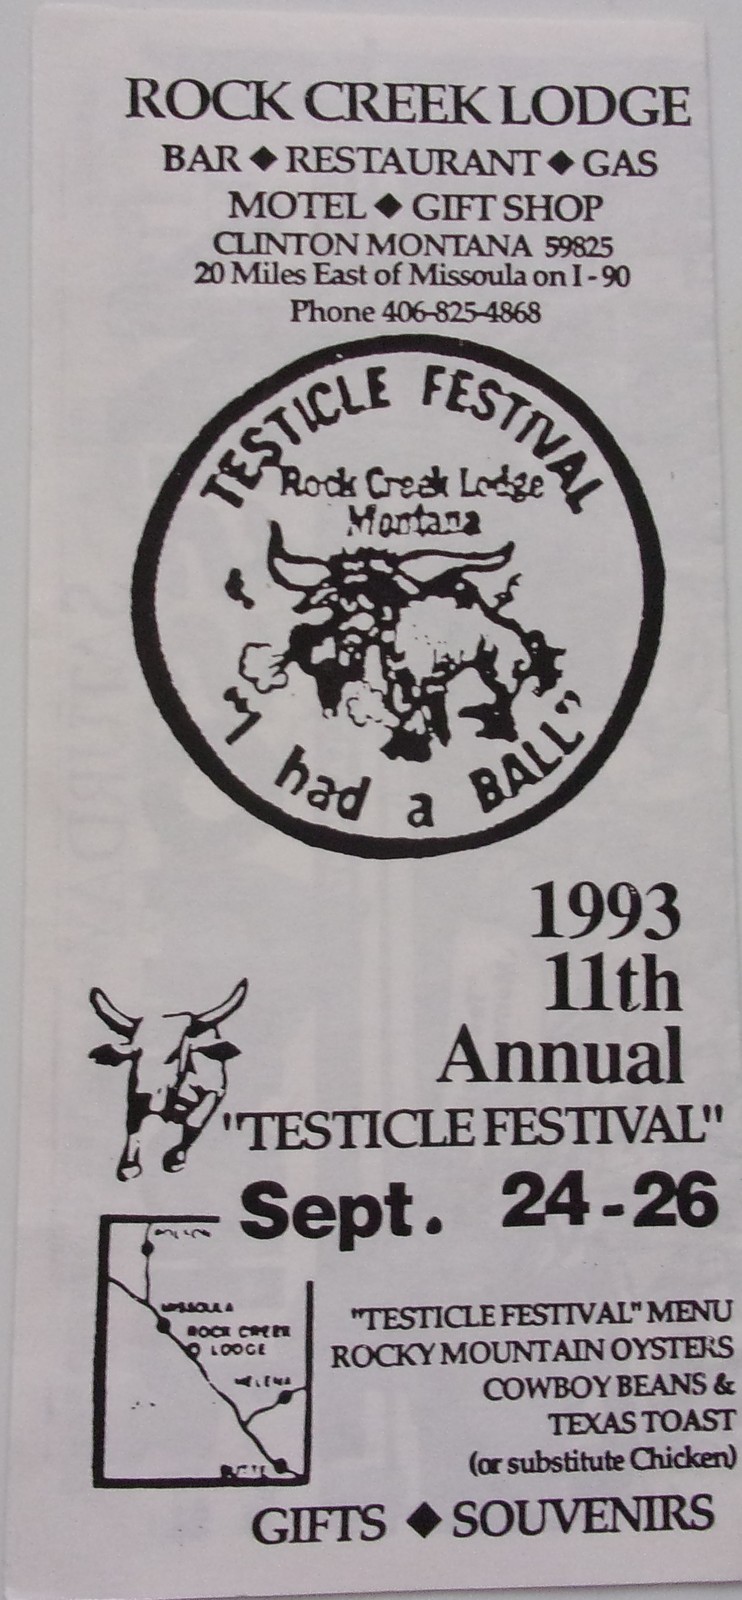 ROCK CREEK LODGE
BAR ◆ RESTAURANT ◆ GAS
MOTEL ◆ GIFT SHOP
CLINTON MONTANA 59825
20 Miles East of Missoula on I-90
Phone 406-825-4868
TESTICLE FESTIVAL
Rock Creek Lodge
Montana
"I had a BALL"
1993
11th
Annual
"TESTICLE FESTIVAL"
Sept. 24-26
MISSOULA
ROCK CREEK
LODGE
HELENA
"TESTICLE FESTIVAL" MENU
ROCKY MOUNTAIN OYSTERS
COWBOY BEANS &
TEXAS TOAST
(or substitute Chicken)
GIFTS ◆ SOUVENIRS